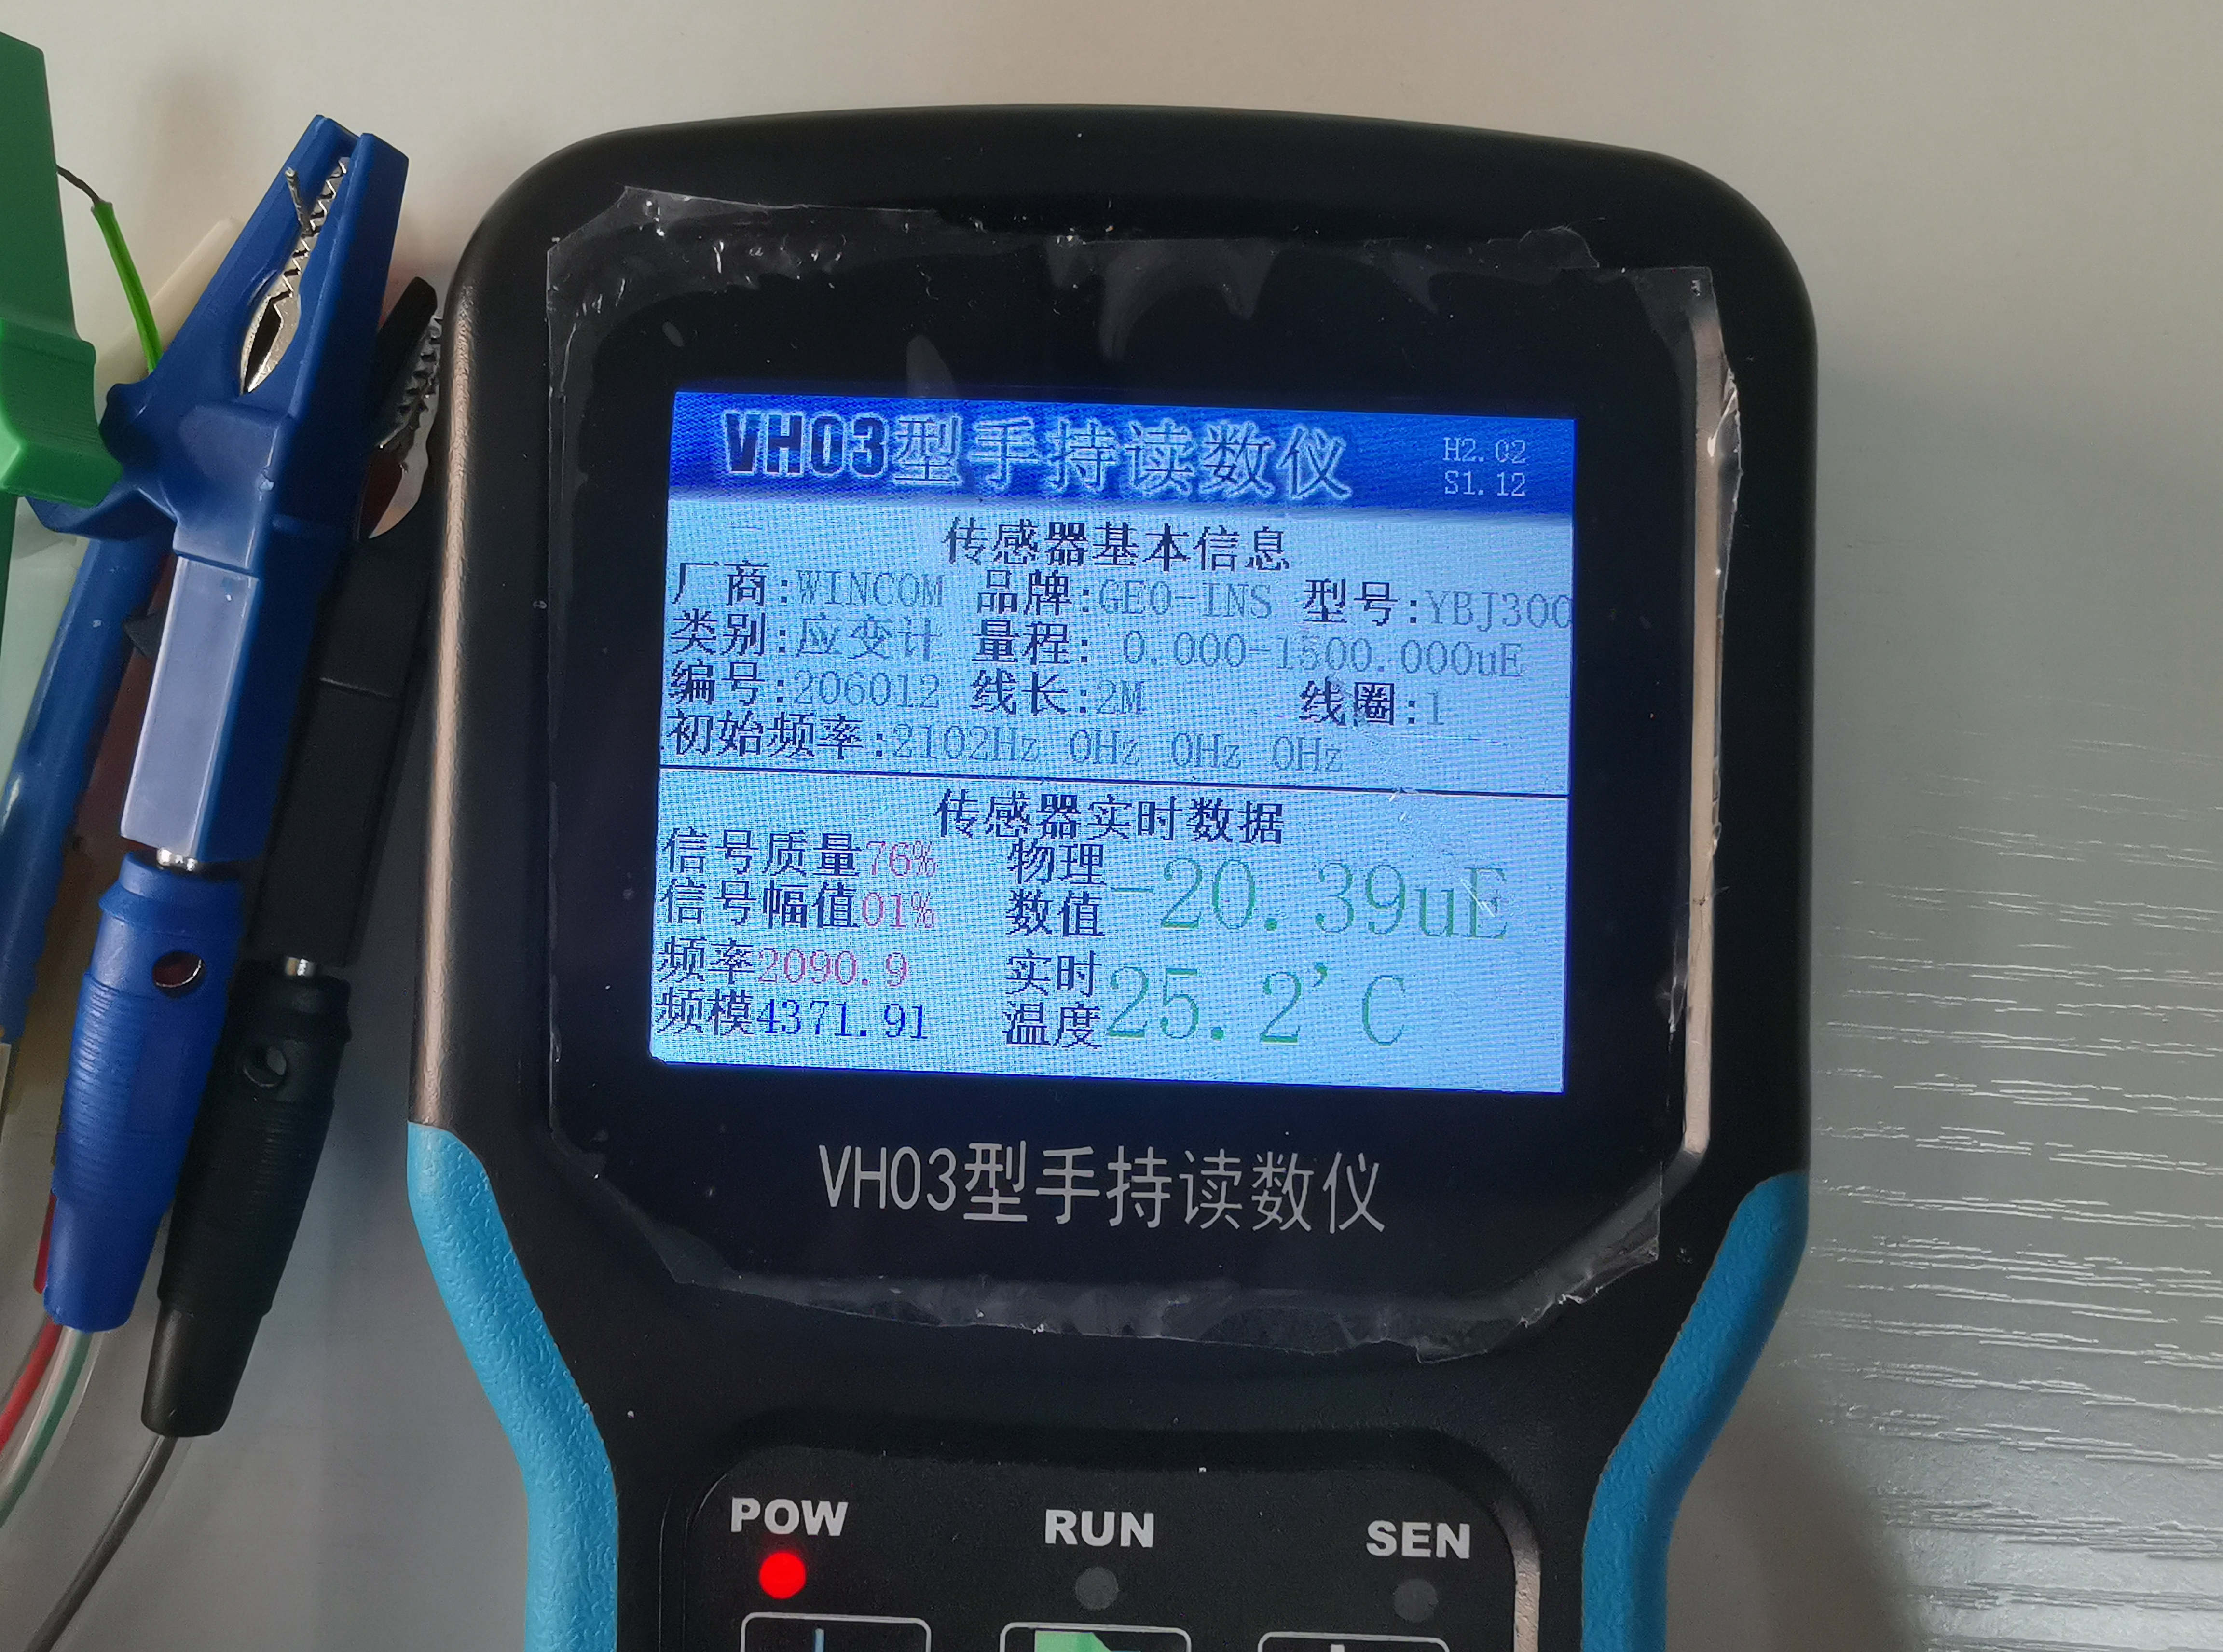 VH03型手持读数仪 H2.02
S1.12
传感器基本信息
厂商:WINCOM 品牌:GEO-INS 型号:YBJ300
类别:应变计 量程: 0.000-1500.000uE
编号:206012 线长:2M 线圈:1
初始频率:2102Hz 0Hz 0Hz 0Hz
传感器实时数据
信号质量76%
信号幅值01%
频率2090.9
频模4371.91
物理数值-20.39uE
实时温度25.2'C
VH03型手持读数仪
POW RUN SEN